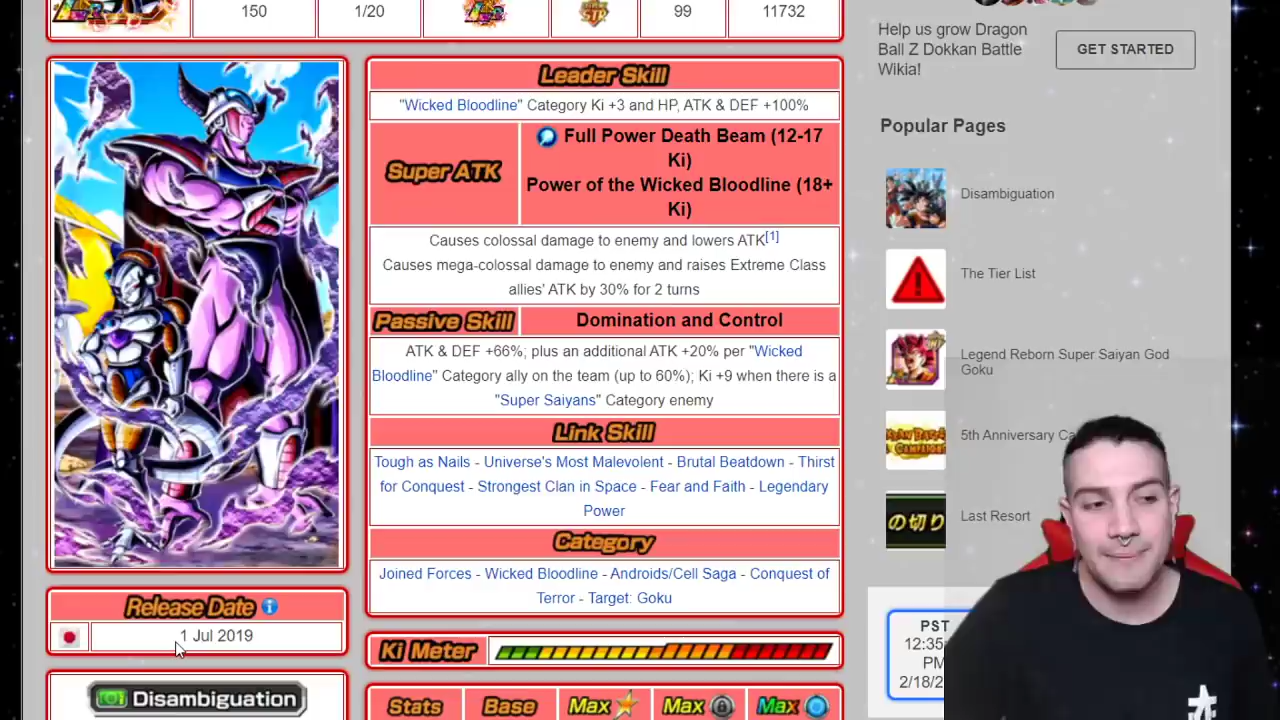 150
1/20
99
11732
STR
Leader Skill
"Wicked Bloodline" Category Ki +3 and HP, ATK & DEF +100%
Super ATK
Full Power Death Beam (12-17
Ki)
Power of the Wicked Bloodline (18+
Ki)
Causes colossal damage to enemy and lowers ATK[1]
Causes mega-colossal damage to enemy and raises Extreme Class
allies' ATK by 30% for 2 turns
Passive Skill
Domination and Control
ATK & DEF +66%; plus an additional ATK +20% per "Wicked
Bloodline" Category ally on the team (up to 60%); Ki +9 when there is a
"Super Saiyans" Category enemy
Link Skill
Tough as Nails - Universe's Most Malevolent - Brutal Beatdown - Thirst
for Conquest - Strongest Clan in Space - Fear and Faith - Legendary
Power
Category
Joined Forces - Wicked Bloodline - Androids/Cell Saga - Conquest of
Terror - Target: Goku
Release Date
1 Jul 2019
Disambiguation
Ki Meter
Stats
Base
Max
Max
Max
Help us grow Dragon
Ball Z Dokkan Battle
Wikia!
GET STARTED
Popular Pages
Disambiguation
The Tier List
Legend Reborn Super Saiyan God
Goku
5th Anniversary
の切り
Last Resort
PST
12:35
PM